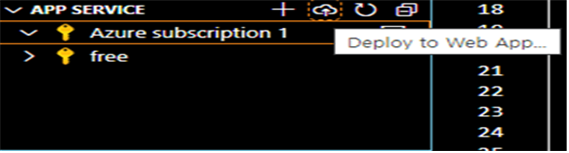 APP SERVICE
Azure subscription 1
Deploy to Web App...
free
18
21
22
23
24